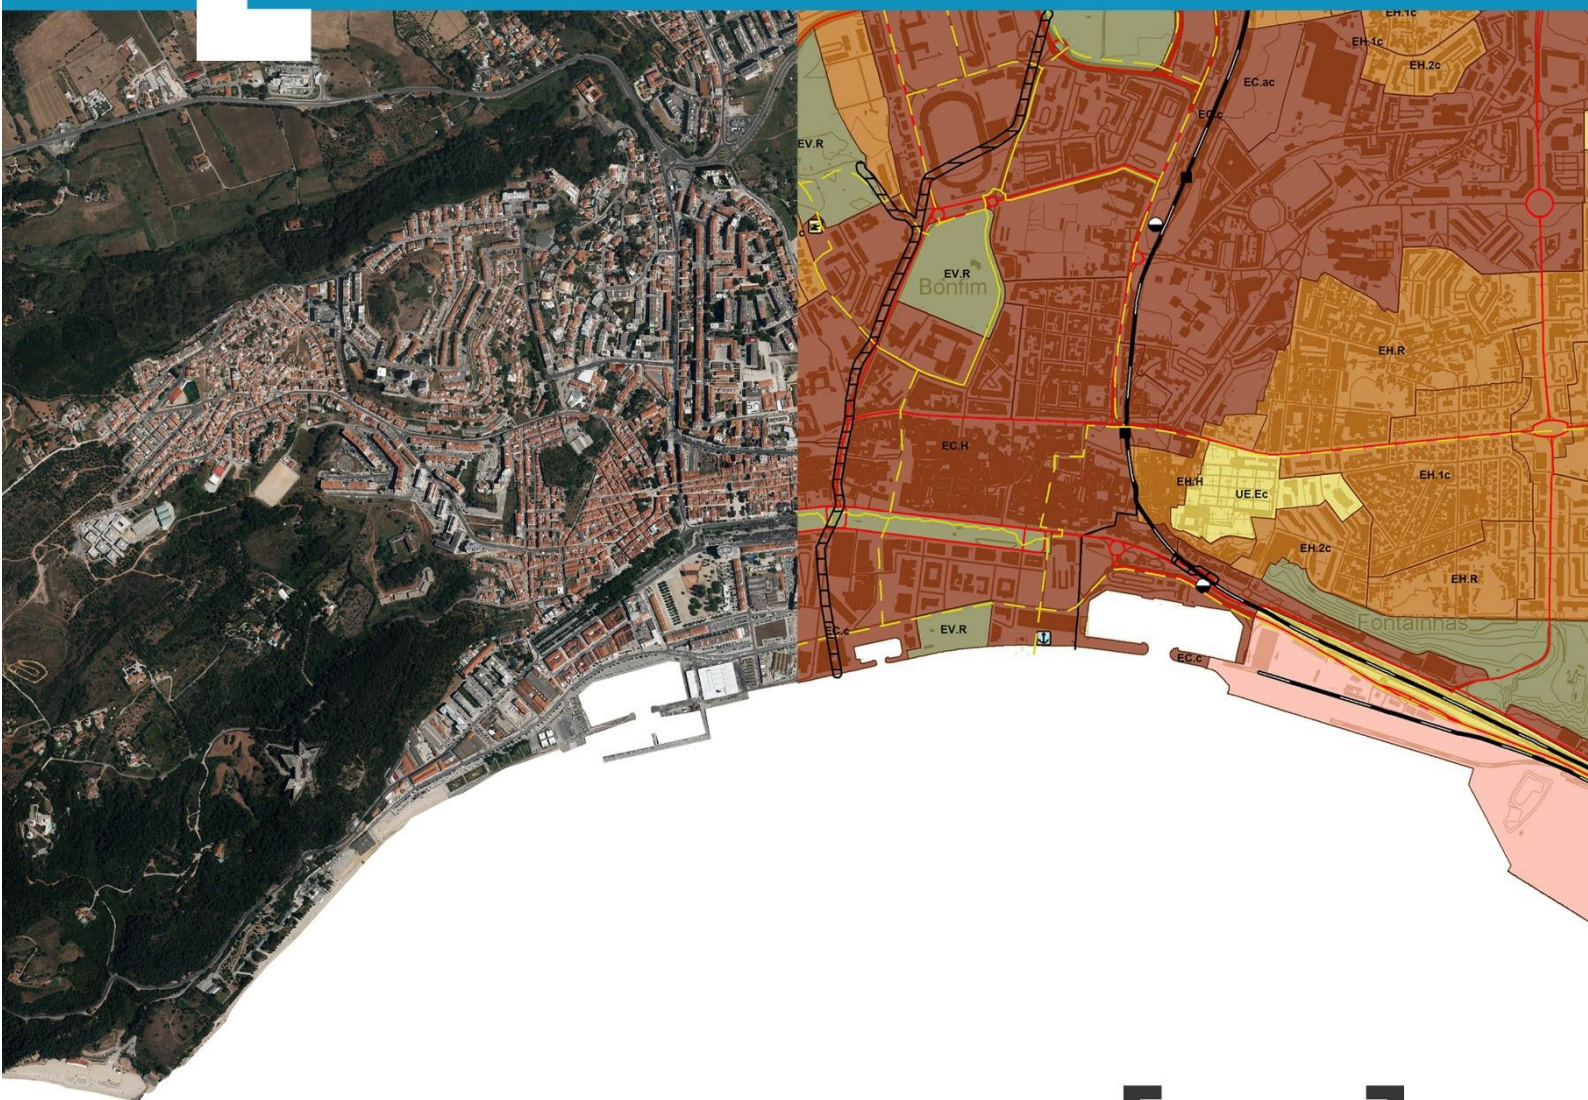 EH.1c
EH.1c
EH.2c
EC.ac
EC.c
EV.R
EV.R
Bonfim
EH.R
EC.H
EH.1c
EH.H
UE.Ec
EH.2c
EH.R
Fontainhas
EC.c
EV.R
EC.c